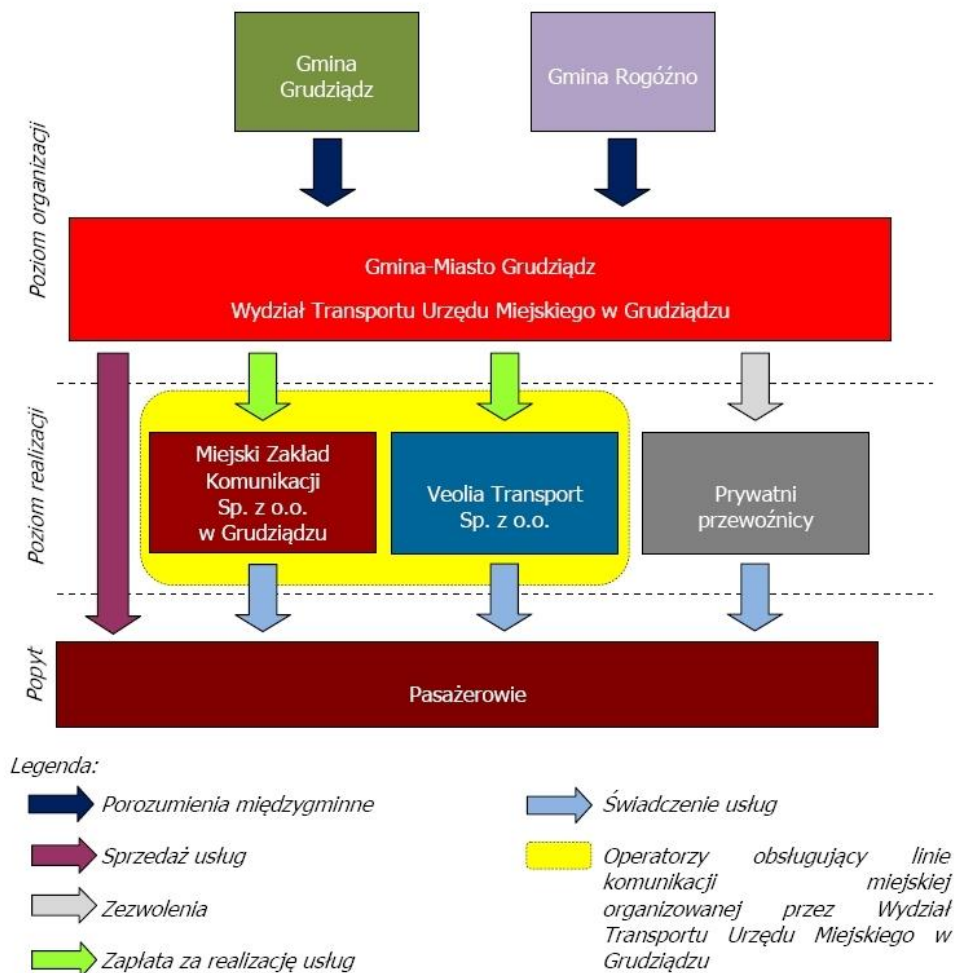 Gmina
Grudziądz
Gmina Rogóźno
Poziom organizacji
Gmina-Miasto Grudziądz
Wydział Transportu Urzędu Miejskiego w Grudziądzu
Poziom realizacji
Miejski Zakład
Komunikacji
Sp. z o.o.
w Grudziądzu
Veolia Transport
Sp. z o.o.
Prywatni
przewoźnicy
Popyt
Pasażerowie
Legenda:
Porozumienia międzygminne
Sprzedaż usług
Zezwolenia
Zapłata za realizację usług
Świadczenie usług
Operatorzy obsługujący linie
komunikacji miejskiej
organizowanej przez Wydział
Transportu Urzędu Miejskiego w
Grudziądzu